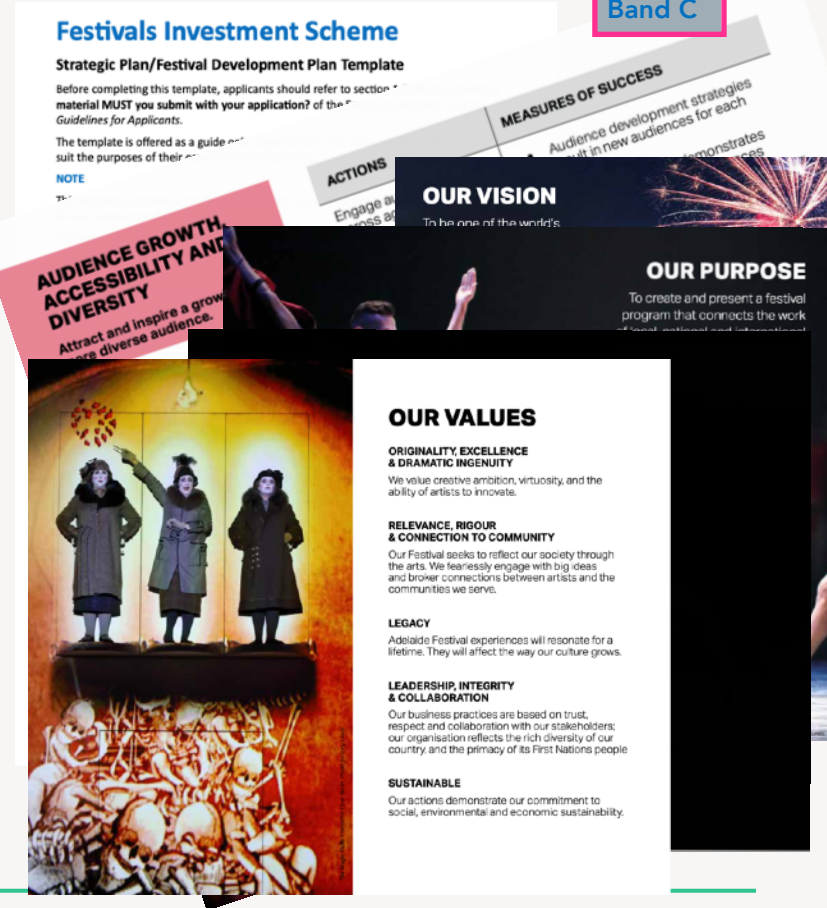 Band C
Festivals Investment Scheme
Strategic Plan/Festival Development Plan Template
Before completing this template, applicants should refer to section
material MUST you submit with your application? of the
Guidelines for Applicants.
The template is offered as a guide
suit the purposes of their
NOTE
MEASURES OF SUCCESS
Audience development strategies
in new audiences for each
ACTIONS
Engage
AUDIENCE GROWTH,
ACCESSIBILITY AND
DIVERSITY
Attract and inspire a
diverse audience.
OUR VISION
To be one of the world's
OUR PURPOSE
To create and present a festival
program that connects the work
of local, national and international
OUR VALUES
ORIGINALITY, EXCELLENCE
& DRAMATIC INGENUITY
We value creative ambition, virtuosity, and the
ability of artists to innovate.
RELEVANCE, RIGOUR
& CONNECTION TO COMMUNITY
Our Festival seeks to reflect our society through
the arts. We fearlessly engage with big ideas
and broker connections between artists and the
communities we serve.
LEGACY
Adelaide Festival experiences will resonate for a
lifetime. They will affect the way our culture grows.
LEADERSHIP, INTEGRITY
& COLLABORATION
Our business practices are based on trust,
respect and collaboration with our stakeholders;
our organisation reflects the rich diversity of our
country, and the primacy of its First Nations people
SUSTAINABLE
Our actions demonstrate our commitment to
social, environmental and economic sustainability.